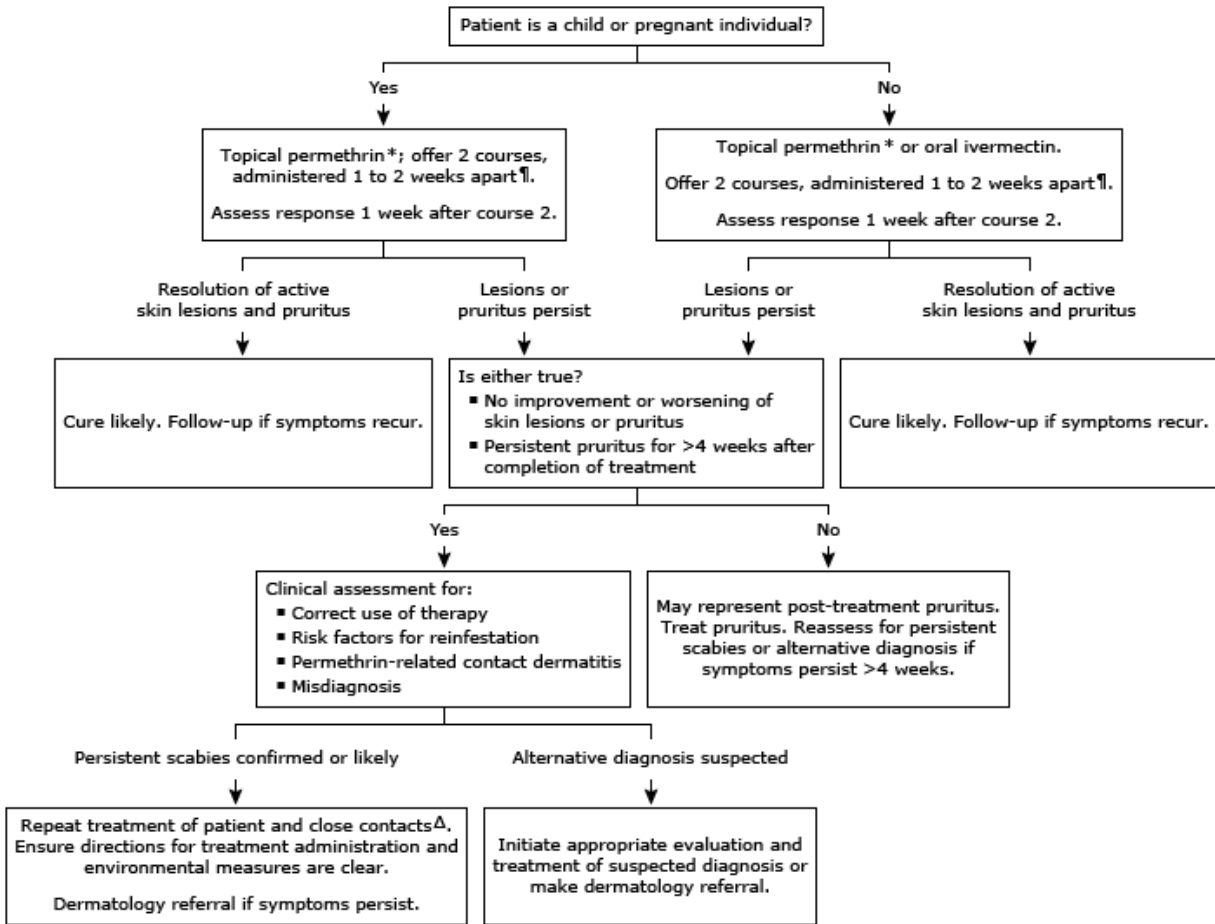 Patient is a child or pregnant individual?
Yes
No
Topical permethrin*; offer 2 courses,
administered 1 to 2 weeks apart¶.
Assess response 1 week after course 2.
Topical permethrin* or oral ivermectin.
Offer 2 courses, administered 1 to 2 weeks apart¶.
Assess response 1 week after course 2.
Resolution of active
skin lesions and pruritus
Lesions or
pruritus persist
Lesions or
pruritus persist
Resolution of active
skin lesions and pruritus
Cure likely. Follow-up if symptoms recur.
Is either true?
▪ No improvement or worsening of
skin lesions or pruritus
▪ Persistent pruritus for >4 weeks after
completion of treatment
Cure likely. Follow-up if symptoms recur.
Yes
No
Clinical assessment for:
▪ Correct use of therapy
▪ Risk factors for reinfestation
▪ Permethrin-related contact dermatitis
▪ Misdiagnosis
May represent post-treatment pruritus.
Treat pruritus. Reassess for persistent
scabies or alternative diagnosis if
symptoms persist >4 weeks.
Persistent scabies confirmed or likely
Alternative diagnosis suspected
Repeat treatment of patient and close contactsΔ.
Ensure directions for treatment administration and
environmental measures are clear.
Dermatology referral if symptoms persist.
Initiate appropriate evaluation and
treatment of suspected diagnosis or
make dermatology referral.